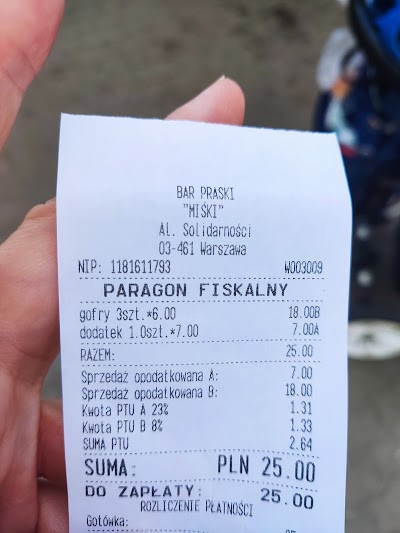 BAR PRASKI
"MIŚKI"
Al. Solidarności
03-461 Warszawa
NIP: 1181611793 W003009
PARAGON FISKALNY
gofry 3szt.*6.00 18.00B
dodatek 1.0szt*7.00 7.00A
RAZEM: 25.00
Sprzedaż opodatkowana A: 7.00
Sprzedaż opodatkowana B: 18.00
Kwota PTU A 23% 1.31
Kwota PTU B 8% 1.33
SUMA PTU 2.64
SUMA: PLN 25.00
DO ZAPŁATY: 25.00
ROZLICZENIE PŁATNOŚCI
Gotówka: